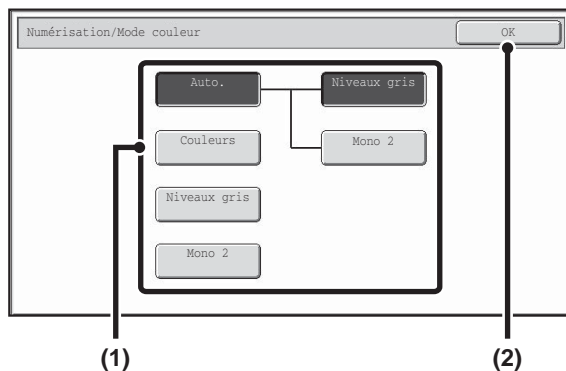 Numérisation/Mode couleur
OK
Auto.
Niveaux gris
Couleurs
Mono 2
Niveaux gris
Mono 2
(1)
(2)